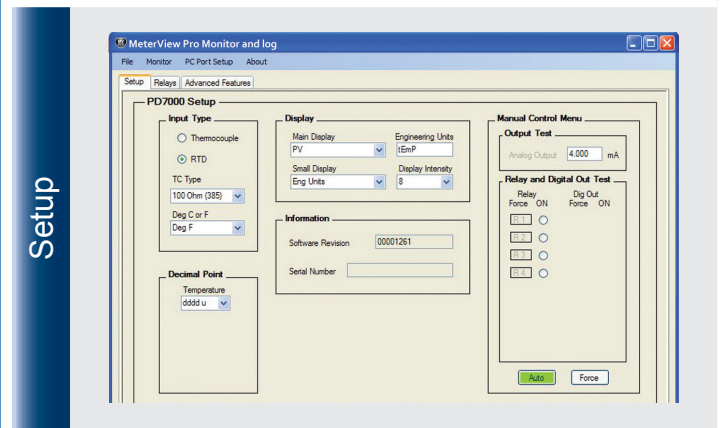 Setup
MeterView Pro Monitor and log
File Monitor PC Port Setup About
Setup Relays Advanced Features
PD7000 Setup
Input Type
Thermocouple
RTD
TC Type
100 Ohm (385)
Deg C or F
Deg F
Decimal Point
Temperature
dddd u
Display
Main Display Engineering Units
PV tEmP
Small Display Display Intensity
Eng Units 8
Information
Software Revision 00001261
Serial Number
Manual Control Menu
Output Test
Analog Output 4.000 mA
Relay and Digital Out Test
Relay Dig Out
Force ON Force ON
R 1
R 2
R 3
R 4
Auto Force